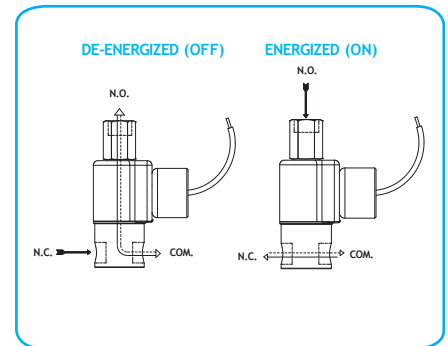 DE-ENERGIZED (OFF)
ENERGIZED (ON)
N.O.
N.O.
N.C.
COM.
N.C.
COM.